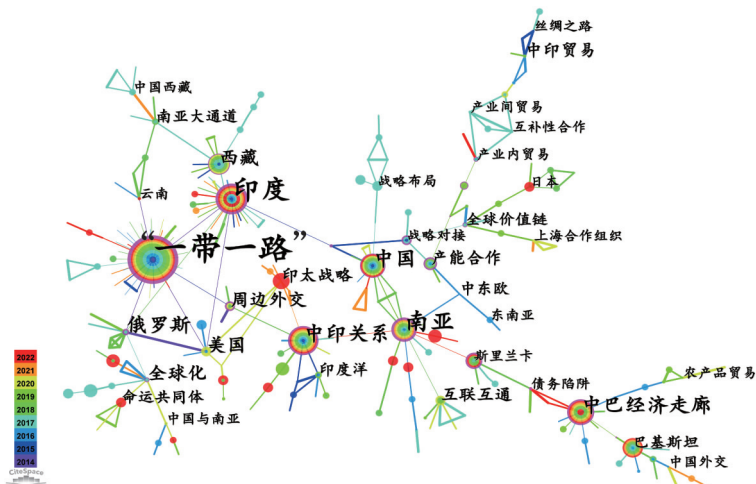 丝绸之路
中印贸易
中国西藏
南亚大通道
产业间贸易
互补性合作
西藏
产业内贸易
战略布局
日本
印度
云南
全球价值链
“一带一路”
战略对接
上海合作组织
中国
产能合作
印太战略
中东欧
周边外交
东南亚
俄罗斯
南亚
中印关系
美国
斯里兰卡
2022
2021
2020
2019
2018
2017
2016
2015
2014
全球化
印度洋
债务陷阱
农产品贸易
命运共同体
互联互通
中巴经济走廊
中国与南亚
巴基斯坦
中国外交
CiteSpace